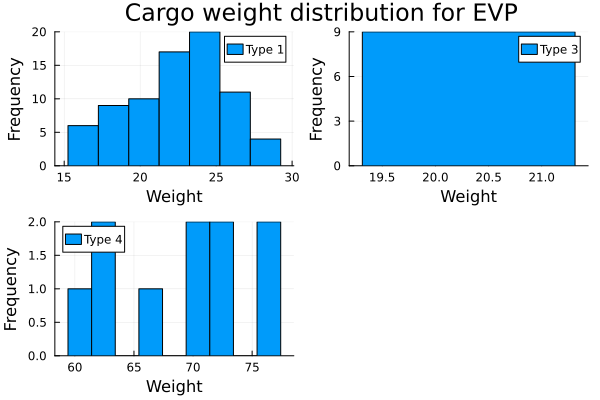 Cargo weight distribution for EVP
20
15
10
5
0
Frequency
Type 1
15 20 25 30
Weight
9
6
3
0
Frequency
Type 3
19.5 20.0 20.5 21.0
Weight
2.0
1.5
1.0
0.5
0.0
Frequency
Type 4
60 65 70 75
Weight